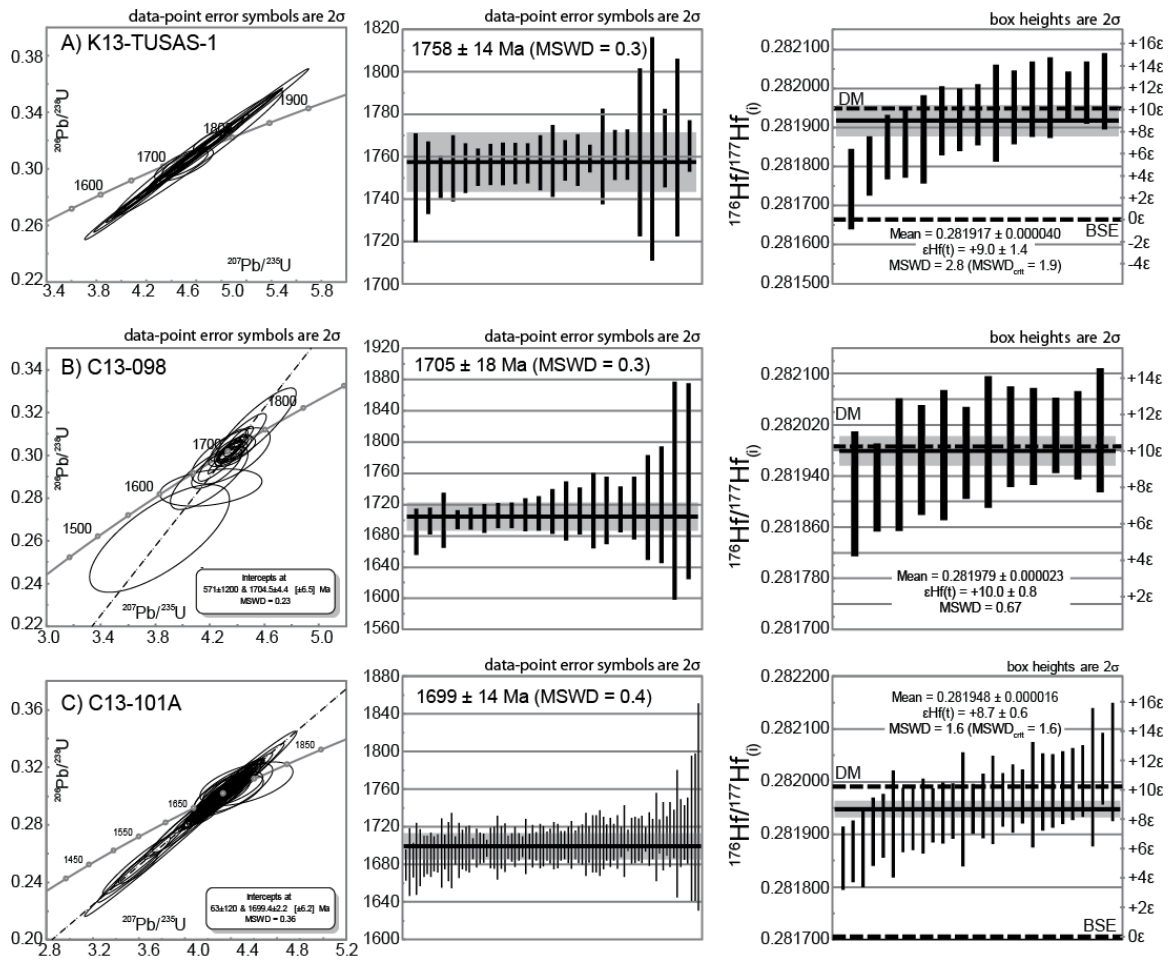 data-point error symbols are 2σ
A) K13-TUSAS-1
0.38
0.34
0.30
0.26
0.22
206Pb/238U
1600
1700
1800
1900
207Pb/235U
3.4 4.2 5.0 5.8
data-point error symbols are 2σ
1758 ± 14 Ma (MSWD = 0.3)
1820
1800
1780
1760
1740
1720
1700
box heights are 2σ
176Hf/177Hf(i)
0.282100
0.282000
0.281900
0.281800
0.281700
0.281600
0.281500
DM
BSE
Mean = 0.281917 ± 0.000040
εHf(t) = +9.0 ± 1.4
MSWD = 2.8 (MSWDcrit = 1.9)
+16ε
+14ε
+12ε
+10ε
+8ε
+6ε
+4ε
+2ε
0ε
-2ε
-4ε
data-point error symbols are 2σ
B) C13-098
0.34
0.32
0.30
0.28
0.26
0.24
0.22
206Pb/238U
1500
1600
1700
1800
Intercepts at
571±1200 & 1704.5±4.4 [±6.5] Ma
MSWD = 0.23
207Pb/235U
3.0 3.4 3.8 4.2 4.6 5.0
data-point error symbols are 2σ
1705 ± 18 Ma (MSWD = 0.3)
1920
1880
1840
1800
1760
1720
1680
1640
1600
1560
box heights are 2σ
176Hf/177Hf(i)
0.282100
0.282020
0.281940
0.281860
0.281780
0.281700
DM
Mean = 0.281979 ± 0.000023
εHf(t) = +10.0 ± 0.8
MSWD = 0.67
+14ε
+12ε
+10ε
+8ε
+6ε
+4ε
+2ε
C) C13-101A
0.36
0.32
0.28
0.24
0.20
206Pb/238U
1450
1550
1650
1850
Intercepts at
63±120 & 1699.4±2.2 [±6.2] Ma
MSWD = 0.36
207Pb/235U
2.8 3.2 3.6 4.0 4.4 4.8 5.2
data-point error symbols are 2σ
1699 ± 14 Ma (MSWD = 0.4)
1880
1840
1800
1760
1720
1680
1640
1600
box heights are 2σ
176Hf/177Hf(i)
0.282200
0.282100
0.282000
0.281900
0.281800
0.281700
Mean = 0.281948 ± 0.000016
εHf(t) = +8.7 ± 0.6
MSWD = 1.6 (MSWDcrit = 1.6)
DM
BSE
+16ε
+14ε
+12ε
+10ε
+8ε
+6ε
+4ε
+2ε
0ε